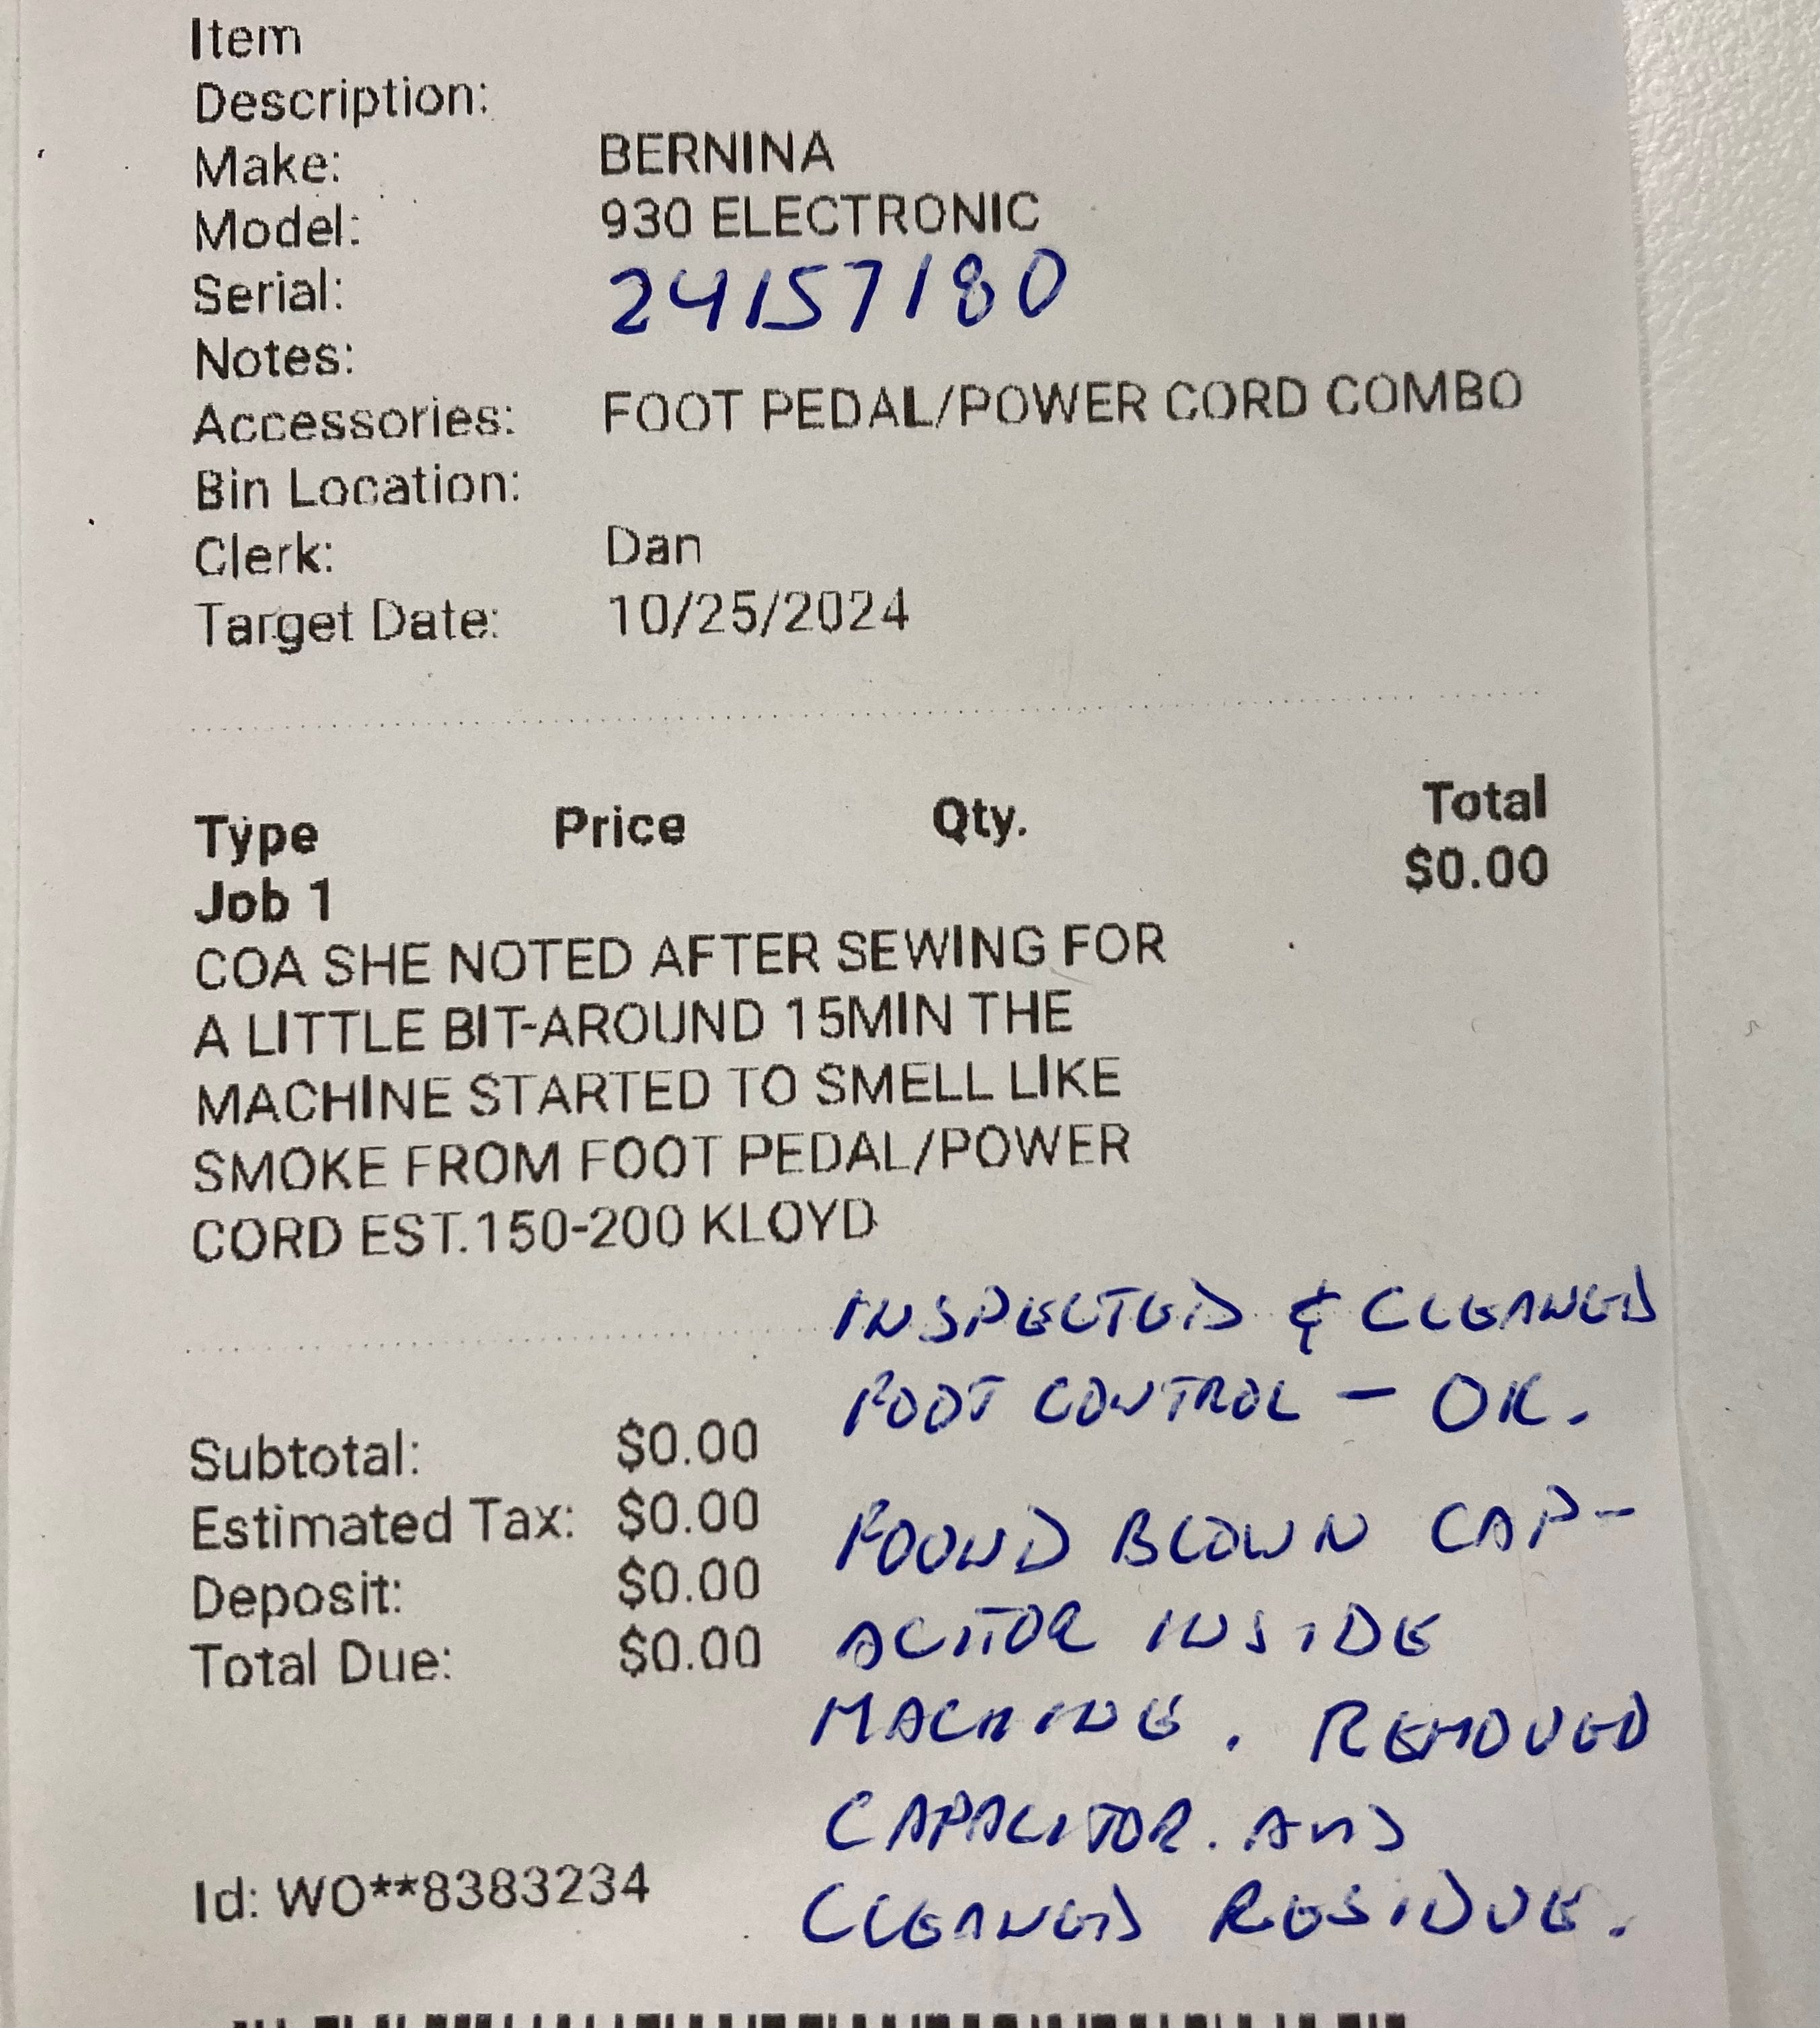 Item
Description:
Make: BERNINA
Model: 930 ELECTRONIC
Serial: 24157180
Notes:
Accessories: FOOT PEDAL/POWER CORD COMBO
Bin Location:
Clerk: Dan
Target Date: 10/25/2024
Type Price Qty. Total
Job 1 $0.00
COA SHE NOTED AFTER SEWING FOR
A LITTLE BIT-AROUND 15MIN THE
MACHINE STARTED TO SMELL LIKE
SMOKE FROM FOOT PEDAL/POWER
CORD EST.150-200 KLOYD
INSPECTED & CLEANED
FOOT CONTROL - OK.
FOUND BLOWN CAP-
ACITOR INSIDE
MACHINE. REMOVED
CAPACITOR. AND
CLEANED RESIDUE.
Subtotal: $0.00
Estimated Tax: $0.00
Deposit: $0.00
Total Due: $0.00
Id: WO**8383234